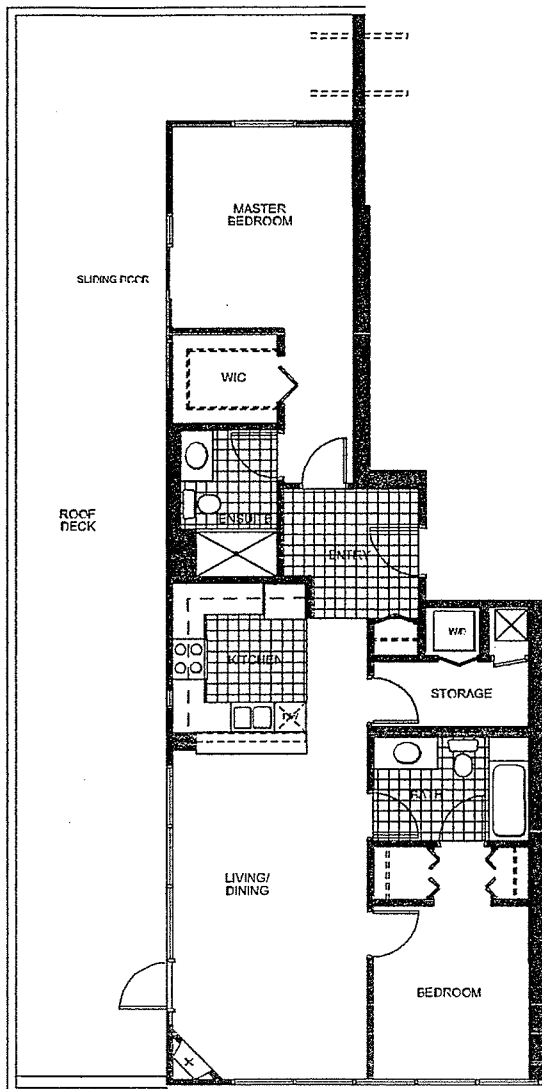 MASTER
BEDROOM
SLIDING DOOR
WIC
ROOF
DECK
ENSUITE
ENTRY
KITCHEN
W/D
STORAGE
BATH
LIVING/
DINING
BEDROOM